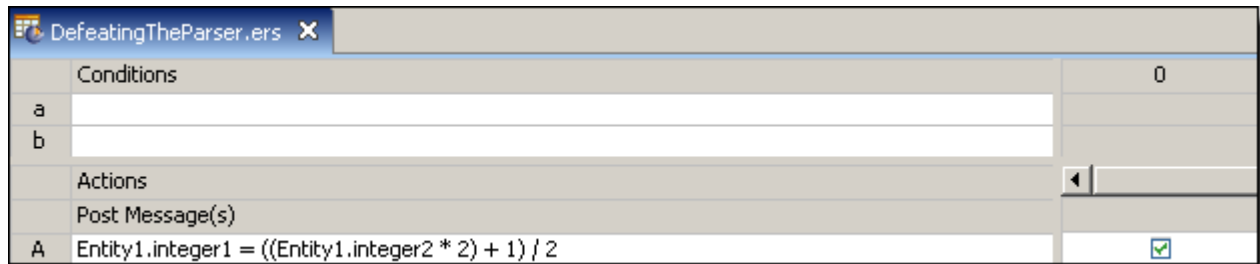 DefeatingTheParser.ers
Conditions 0
a
b
Actions
Post Message(s)
A Entity1.integer1 = ((Entity1.integer2 * 2) + 1) / 2